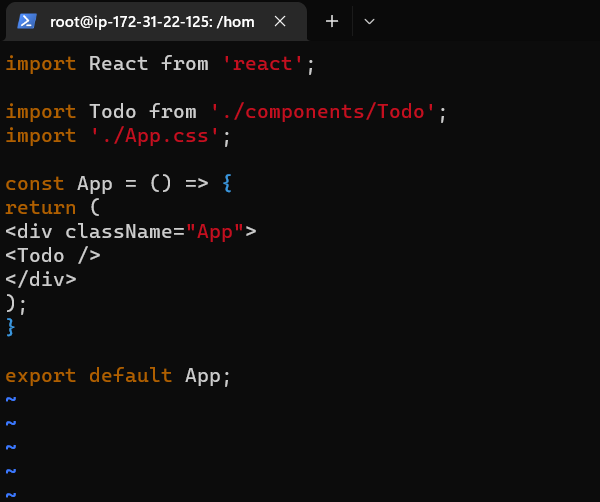 root@ip-172-31-22-125: /hom
import React from 'react';

import Todo from './components/Todo';
import './App.css';

const App = () => {
return (
<div className="App">
<Todo />
</div>
);
}

export default App;
~
~
~
~
~